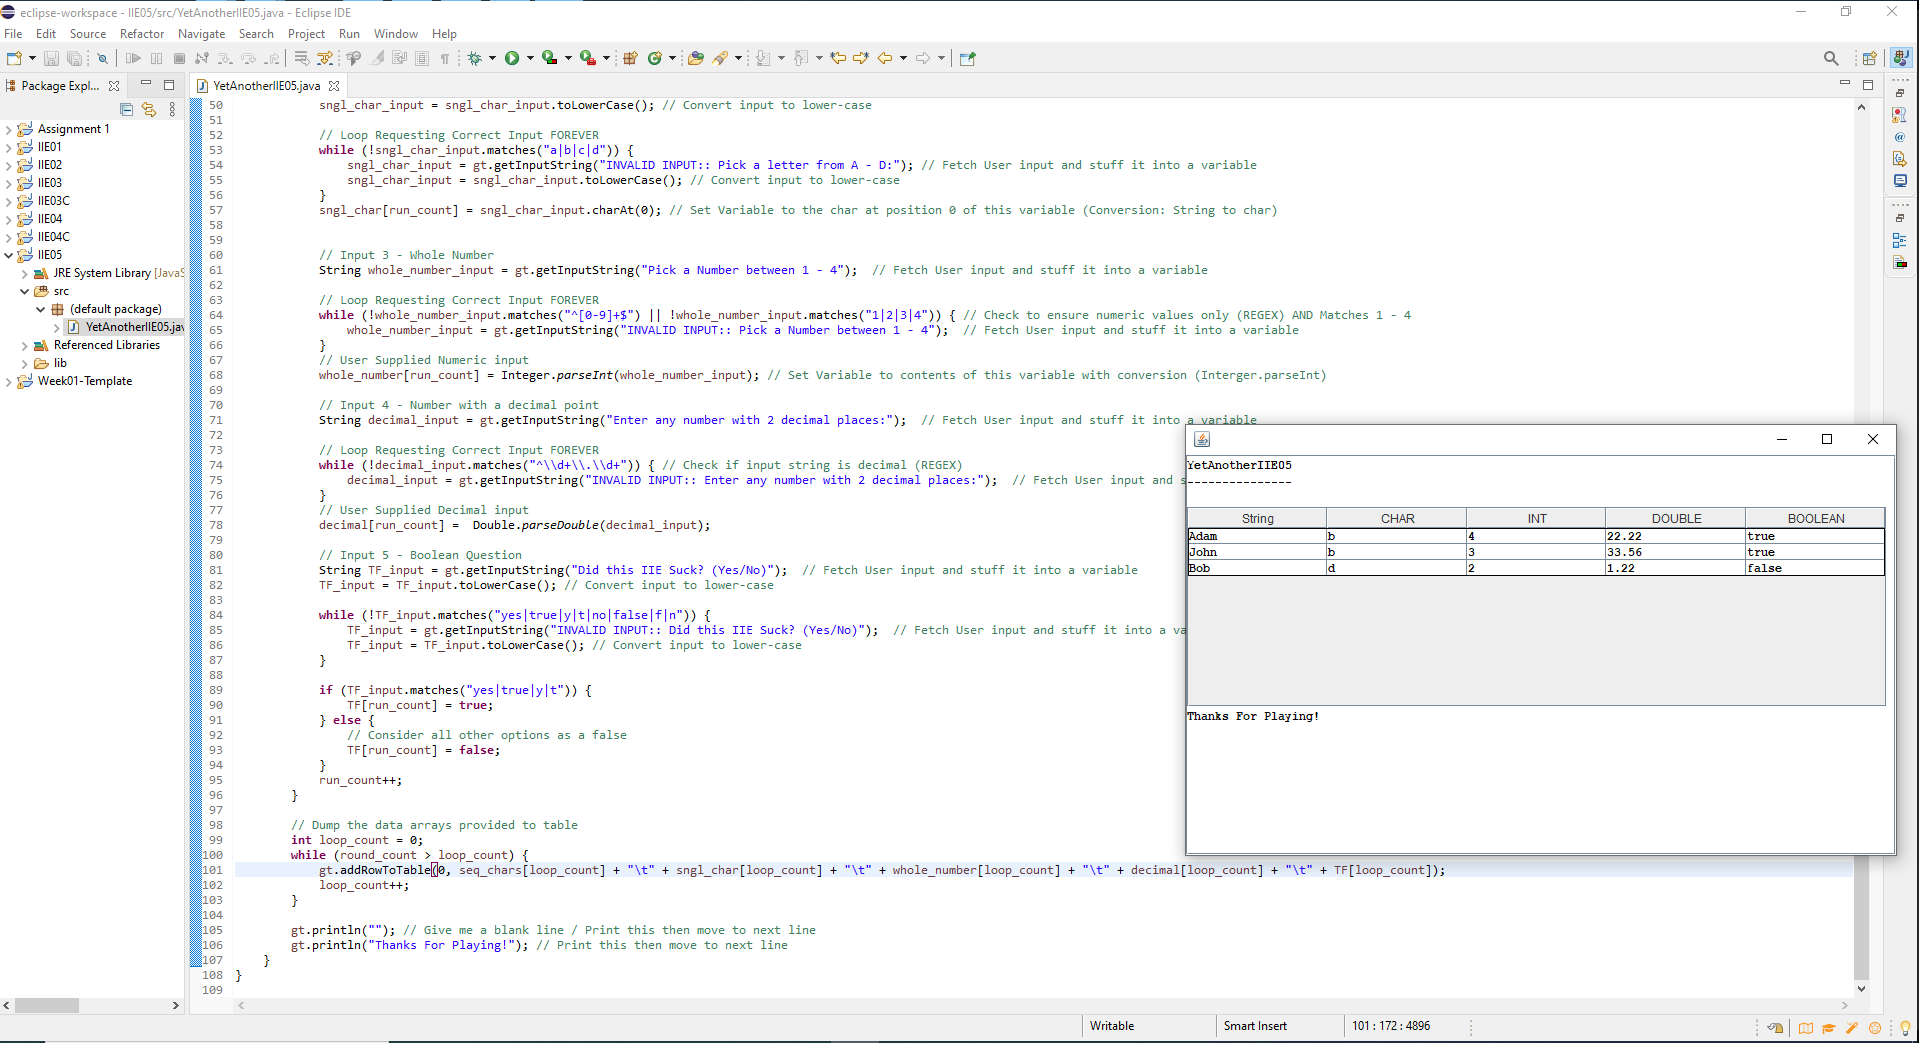 eclipse-workspace - IIE05/src/YetAnotherIIE05.java - Eclipse IDE
File Edit Source Refactor Navigate Search Project Run Window Help
Package Expl...
YetAnotherIIE05.java
Assignment 1
IIE01
IIE02
IIE03
IIE03C
IIE04
IIE04C
IIE05
JRE System Library [JavaS
src
(default package)
YetAnotherIIE05.jav
Referenced Libraries
lib
Week01-Template
50 sngl_char_input = sngl_char_input.toLowerCase(); // Convert input to lower-case
51
52 // Loop Requesting Correct Input FOREVER
53 while (!sngl_char_input.matches("a|b|c|d")) {
54 sngl_char_input = gt.getInputString("INVALID INPUT:: Pick a letter from A - D:"); // Fetch User input and stuff it into a variable
55 sngl_char_input = sngl_char_input.toLowerCase(); // Convert input to lower-case
56 }
57 sngl_char[run_count] = sngl_char_input.charAt(0); // Set Variable to the char at position 0 of this variable (Conversion: String to char)
58
59
60 // Input 3 - Whole Number
61 String whole_number_input = gt.getInputString("Pick a Number between 1 - 4"); // Fetch User input and stuff it into a variable
62
63 // Loop Requesting Correct Input FOREVER
64 while (!whole_number_input.matches("^[0-9]+$") || !whole_number_input.matches("1|2|3|4")) { // Check to ensure numeric values only (REGEX) AND Matches 1 - 4
65 whole_number_input = gt.getInputString("INVALID INPUT:: Pick a Number between 1 - 4"); // Fetch User input and stuff it into a variable
66 }
67 // User Supplied Numeric input
68 whole_number[run_count] = Integer.parseInt(whole_number_input); // Set Variable to contents of this variable with conversion (Interger.parseInt)
69
70 // Input 4 - Number with a decimal point
71 String decimal_input = gt.getInputString("Enter any number with 2 decimal places:"); // Fetch User input and stuff it into a variable
72
73 // Loop Requesting Correct Input FOREVER
74 while (!decimal_input.matches("^\\d+\\.\\d+")) { // Check if input string is decimal (REGEX)
75 decimal_input = gt.getInputString("INVALID INPUT:: Enter any number with 2 decimal places:"); // Fetch User input and s
76 }
77 // User Supplied Decimal input
78 decimal[run_count] = Double.parseDouble(decimal_input);
79
80 // Input 5 - Boolean Question
81 String TF_input = gt.getInputString("Did this IIE Suck? (Yes/No)"); // Fetch User input and stuff it into a variable
82 TF_input = TF_input.toLowerCase(); // Convert input to lower-case
83
84 while (!TF_input.matches("yes|true|y|t|no|false|f|n")) {
85 TF_input = gt.getInputString("INVALID INPUT:: Did this IIE Suck? (Yes/No)"); // Fetch User input and stuff it into a va
86 TF_input = TF_input.toLowerCase(); // Convert input to lower-case
87 }
88
89 if (TF_input.matches("yes|true|y|t")) {
90 TF[run_count] = true;
91 } else {
92 // Consider all other options as a false
93 TF[run_count] = false;
94 }
95 run_count++;
96 }
97
98 // Dump the data arrays provided to table
99 int loop_count = 0;
100 while (round_count > loop_count) {
101 gt.addRowToTable(0, seq_chars[loop_count] + "\t" + sngl_char[loop_count] + "\t" + whole_number[loop_count] + "\t" + decimal[loop_count] + "\t" + TF[loop_count]);
102 loop_count++;
103 }
104
105 gt.println(""); // Give me a blank line / Print this then move to next line
106 gt.println("Thanks For Playing!"); // Print this then move to next line
107 }
108 }
109
YetAnotherIIE05
---------------
String CHAR INT DOUBLE BOOLEAN
Adam b 4 22.22 true
John b 3 33.56 true
Bob d 2 1.22 false
Thanks For Playing!
Writable Smart Insert 101 : 172 : 4896